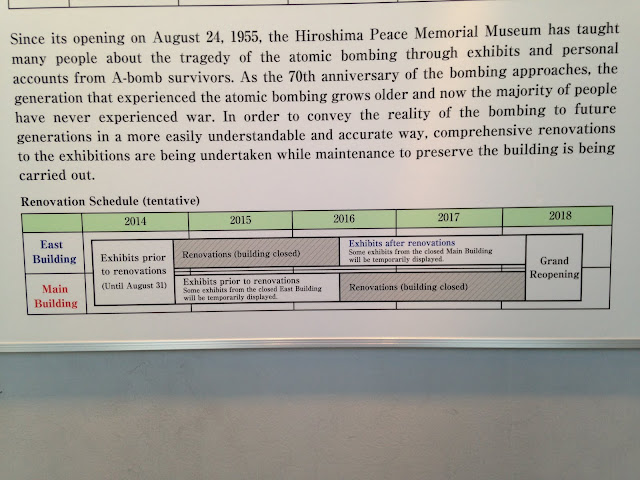 Since its opening on August 24, 1955, the Hiroshima Peace Memorial Museum has taught
many people about the tragedy of the atomic bombing through exhibits and personal
accounts from A-bomb survivors. As the 70th anniversary of the bombing approaches, the
generation that experienced the atomic bombing grows older and now the majority of people
have never experienced war. In order to convey the reality of the bombing to future
generations in a more easily understandable and accurate way, comprehensive renovations
to the exhibitions are being undertaken while maintenance to preserve the building is being
carried out.
Renovation Schedule (tentative)
2014 2015 2016 2017 2018
East
Building
Exhibits prior
to renovations
(Until August 31)
Renovations (building closed)
Exhibits after renovations
Some exhibits from the closed Main Building
will be temporarily displayed.
Grand
Reopening
Main
Building
Exhibits prior to renovations
Some exhibits from the closed East Building
will be temporarily displayed.
Renovations (building closed)